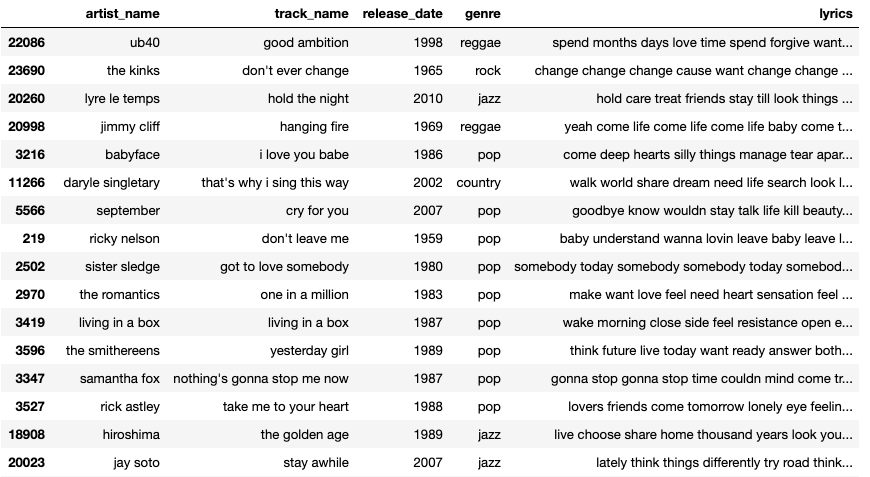 artist_name track_name release_date genre lyrics
22086 ub40 good ambition 1998 reggae spend months days love time spend forgive want...
23690 the kinks don't ever change 1965 rock change change change cause want change change ...
20260 lyre le temps hold the night 2010 jazz hold care treat friends stay till look things ...
20998 jimmy cliff hanging fire 1969 reggae yeah come life come life come life baby come t...
3216 babyface i love you babe 1986 pop come deep hearts silly things manage tear apar...
11266 daryle singletary that's why i sing this way 2002 country walk world share dream need life search look l...
5566 september cry for you 2007 pop goodbye know wouldn stay talk life kill beauty...
219 ricky nelson don't leave me 1959 pop baby understand wanna lovin leave baby leave l...
2502 sister sledge got to love somebody 1980 pop somebody today somebody somebody today somebod...
2970 the romantics one in a million 1983 pop make want love feel need heart sensation feel ...
3419 living in a box living in a box 1987 pop wake morning close side feel resistance open e...
3596 the smithereens yesterday girl 1989 pop think future live today want ready answer both...
3347 samantha fox nothing's gonna stop me now 1987 pop gonna stop gonna stop time couldn mind come tr...
3527 rick astley take me to your heart 1988 pop lovers friends come tomorrow lonely eye feelin...
18908 hiroshima the golden age 1989 jazz live choose share home thousand years look you...
20023 jay soto stay awhile 2007 jazz lately think things differently try road think...